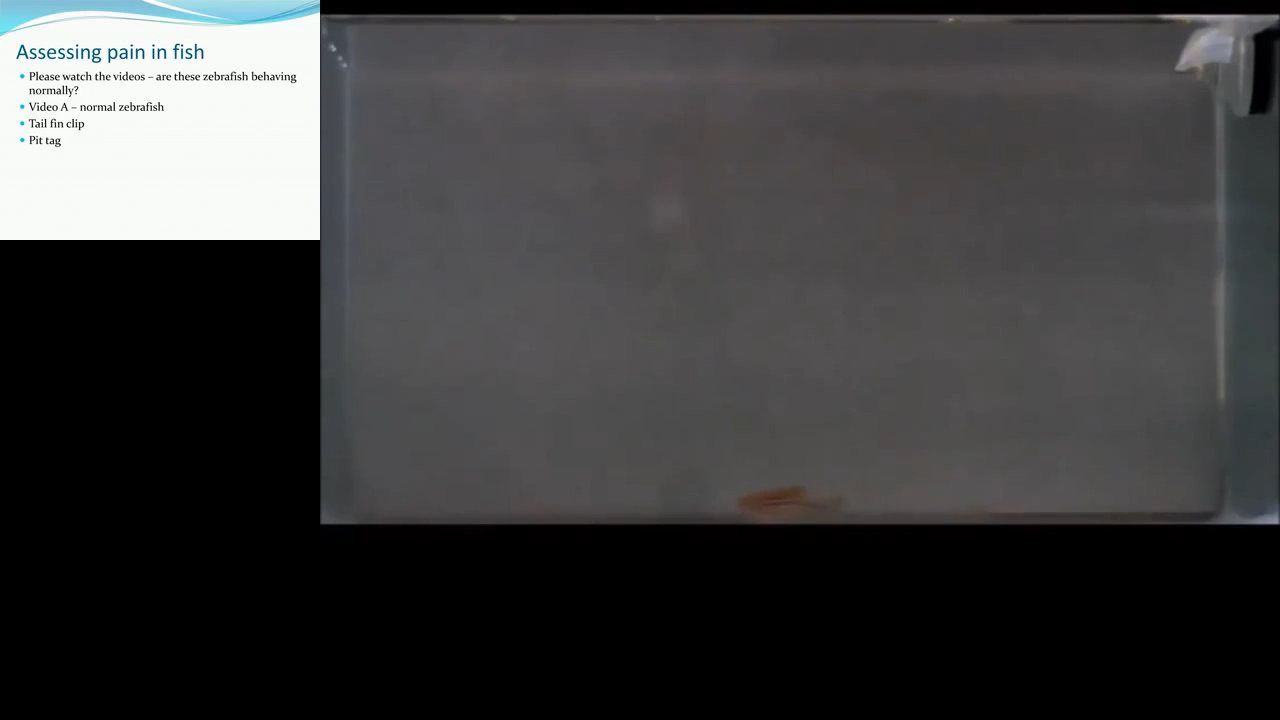 Assessing pain in fish
Please watch the videos – are these zebrafish behaving
normally?
Video A – normal zebrafish
Tail fin clip
Pit tag